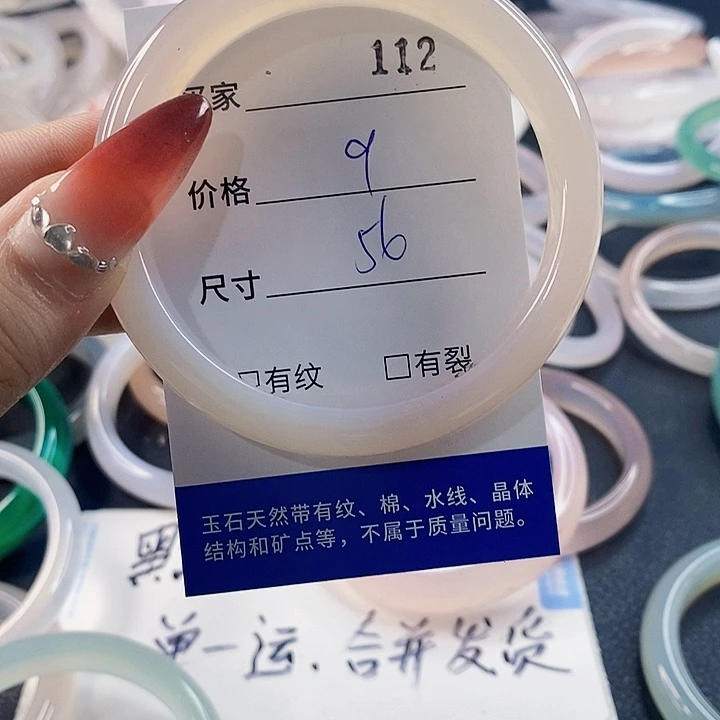 112
买家
9
价格
56
尺寸
□有纹 □有裂
玉石天然带有纹、棉、水线、晶体
结构和矿点等，不属于质量问题。
黑
单一运.合并发货